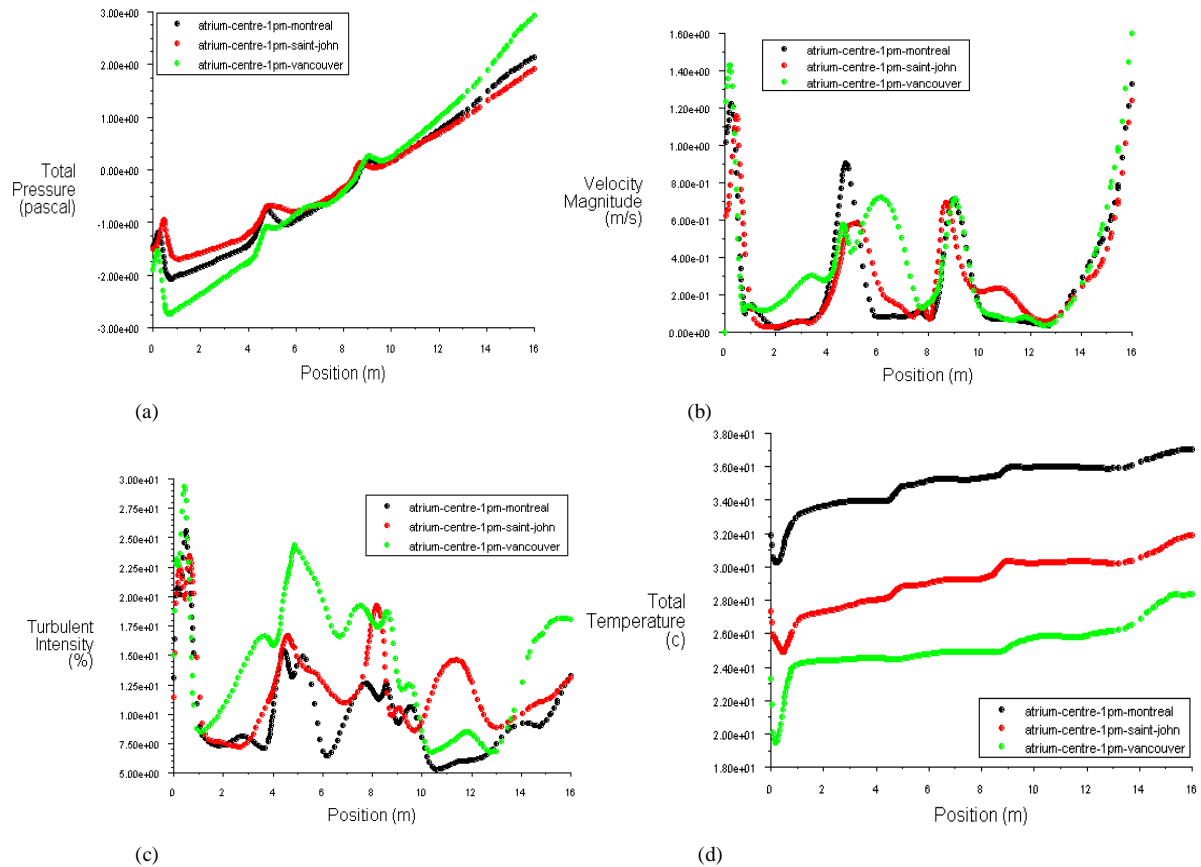 3.00e+00
2.00e+00
1.00e+00
0.00e+00
-1.00e+00
-2.00e+00
-3.00e+00
Total
Pressure
(pascal)
atrium-centre-1pm-montreal
atrium-centre-1pm-saint-john
atrium-centre-1pm-vancouver
0 2 4 6 8 10 12 14 16
Position (m)
(a)
1.60e+00
1.40e+00
1.20e+00
1.00e+00
8.00e-01
6.00e-01
4.00e-01
2.00e-01
0.00e+00
Velocity
Magnitude
(m/s)
atrium-centre-1pm-montreal
atrium-centre-1pm-saint-john
atrium-centre-1pm-vancouver
0 2 4 6 8 10 12 14 16
Position (m)
(b)
3.00e+01
2.75e+01
2.50e+01
2.25e+01
2.00e+01
1.75e+01
1.50e+01
1.25e+01
1.00e+01
7.50e+00
5.00e+00
Turbulent
Intensity
(%)
atrium-centre-1pm-montreal
atrium-centre-1pm-saint-john
atrium-centre-1pm-vancouver
0 2 4 6 8 10 12 14 16
Position (m)
(c)
3.80e+01
3.60e+01
3.40e+01
3.20e+01
3.00e+01
2.80e+01
2.60e+01
2.40e+01
2.20e+01
2.00e+01
1.80e+01
Total
Temperature
(c)
atrium-centre-1pm-montreal
atrium-centre-1pm-saint-john
atrium-centre-1pm-vancouver
0 2 4 6 8 10 12 14 16
Position (m)
(d)